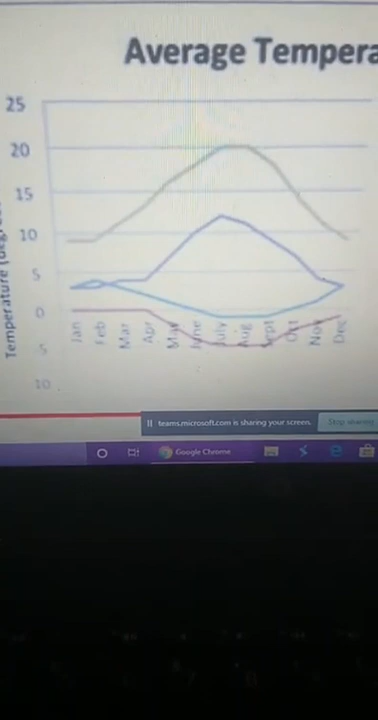 Average Tempera
25
20
15
10
5
0
5
10
Temperature (deg
Jan
Feb
Mar
Apr
May
June
July
Aug
Sept
Oct
Nov
Dec
teams.microsoft.com is sharing your screen.
Stop sharing
Google Chrome